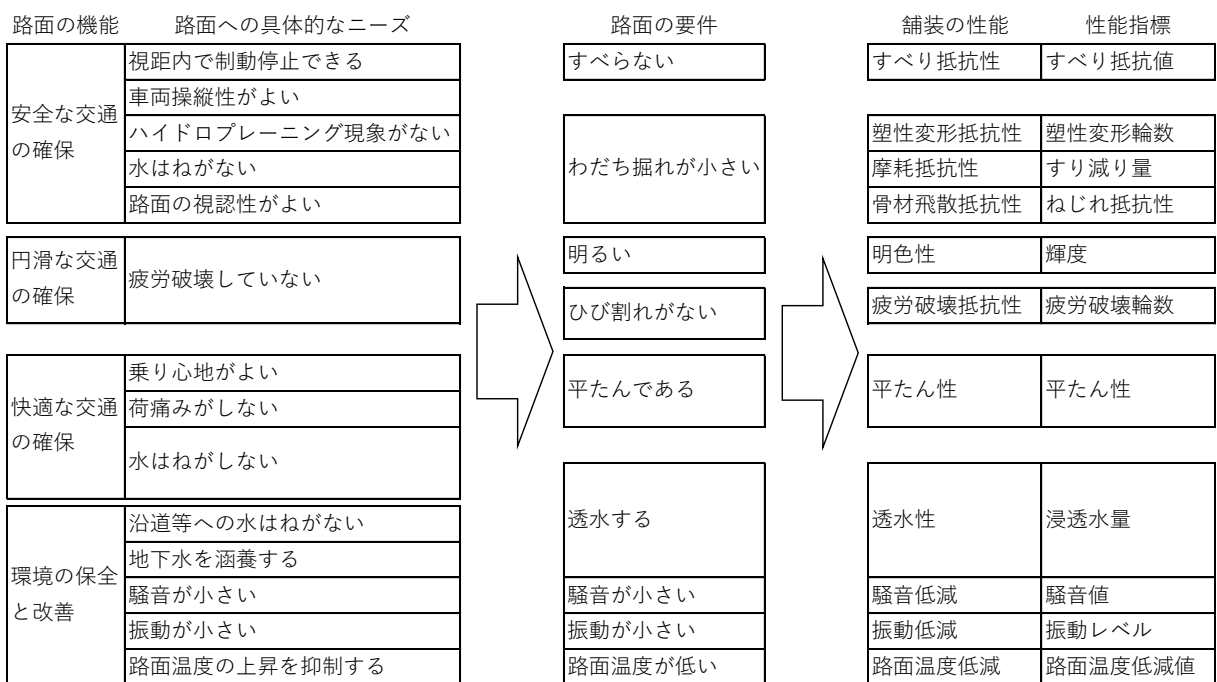 路面の機能 路面への具体的なニーズ 路面の要件 舗装の性能 性能指標
安全な交通
の確保
視距内で制動停止できる
車両操縦性がよい
ハイドロプレーニング現象がない
水はねがない
路面の視認性がよい
円滑な交通
の確保
疲労破壊していない
快適な交通
の確保
乗り心地がよい
荷痛みがしない
水はねがしない
環境の保全
と改善
沿道等への水はねがない
地下水を涵養する
騒音が小さい
振動が小さい
路面温度の上昇を抑制する
すべらない
わだち掘れが小さい
明るい
ひび割れがない
平たんである
透水する
騒音が小さい
振動が小さい
路面温度が低い
すべり抵抗性 すべり抵抗値
塑性変形抵抗性 塑性変形輪数
摩耗抵抗性 すり減り量
骨材飛散抵抗性 ねじれ抵抗性
明色性 輝度
疲労破壊抵抗性 疲労破壊輪数
平たん性 平たん性
透水性 浸透水量
騒音低減 騒音値
振動低減 振動レベル
路面温度低減 路面温度低減値